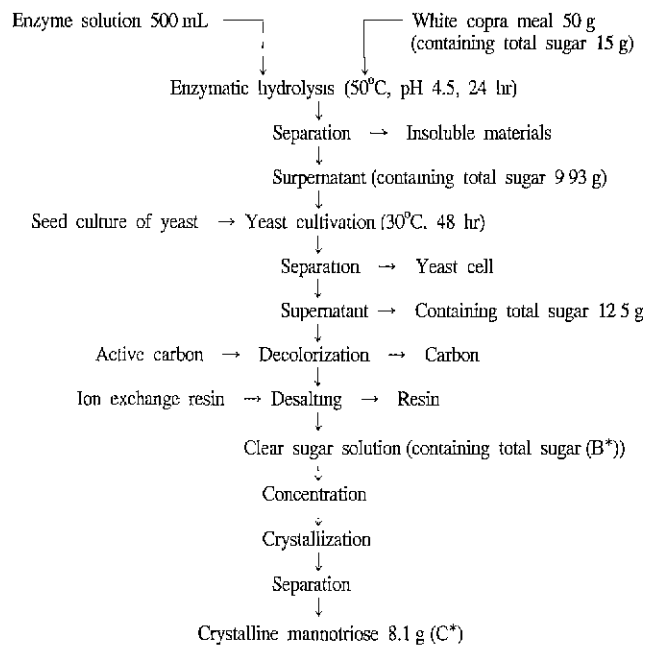 Enzyme solution 500 mL White copra meal 50 g
(containing total sugar 15 g)
Enzymatic hydrolysis (50°C, pH 4.5, 24 hr)
Separation → Insoluble materials
Surpernatant (containing total sugar 9 93 g)
Seed culture of yeast → Yeast cultivation (30°C. 48 hr)
Separation → Yeast cell
Supernatant → Containing total sugar 12 5 g
Active carbon → Decolorization → Carbon
Ion exchange resin → Desalting → Resin
Clear sugar solution (containing total sugar (B*))
Concentration
Crystallization
Separation
Crystalline mannotriose 8.1 g (C*)